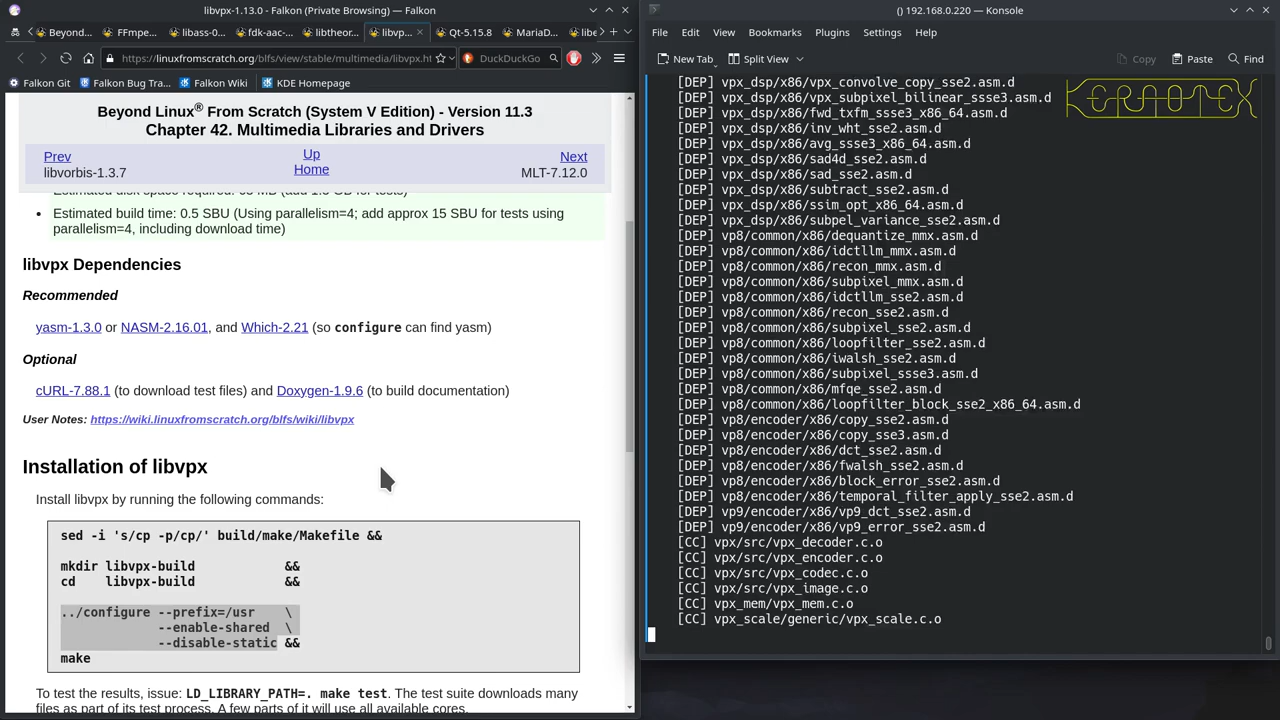 libvpx-1.13.0 - Falkon (Private Browsing) — Falkon
Beyond...
FFmpe...
libass-0...
fdk-aac-...
libtheor...
libvp...
Qt-5.15.8
MariaD...
https://linuxfromscratch.org/blfs/view/stable/multimedia/libvpx.ht
DuckDuckGo
Falkon
Falkon Bug Tra...
Falkon Wiki
KDE Homepage
Beyond Linux® From Scratch (System V Edition) - Version 11.3
Chapter 42. Multimedia Libraries and Drivers
Prev
Up
Next
libvorbis-1.3.7
Home
MLT-7.12.0
• Estimated build time: 0.5 SBU (Using parallelism=4; add approx 15 SBU for tests using
parallelism=4, including download time)
libvpx Dependencies
Recommended
yasm-1.3.0 or NASM-2.16.01, and Which-2.21 (so configure can find yasm)
Optional
cURL-7.88.1 (to download test files) and Doxygen-1.9.6 (to build documentation)
User Notes: https://wiki.linuxfromscratch.org/blfs/wiki/libvpx
Installation of libvpx
Install libvpx by running the following commands:
sed -i 's/cp -p/cp/' build/make/Makefile &&
mkdir libvpx-build &&
cd libvpx-build &&
../configure --prefix=/usr \
--enable-shared \
--disable-static &&
make
To test the results, issue: LD_LIBRARY_PATH=. make test. The test suite downloads many
files as part of its test process. A few parts of it will use all available cores.
() 192.168.0.220 — Konsole
File Edit View Bookmarks Plugins Settings Help
New Tab Split View Copy Paste Find
[DEP] vpx_dsp/x86/vpx_convolve_copy_sse2.asm.d
[DEP] vpx_dsp/x86/vpx_subpixel_bilinear_ssse3.asm.d
[DEP] vpx_dsp/x86/fwd_txfm_ssse3_x86_64.asm.d
[DEP] vpx_dsp/x86/inv_wht_sse2.asm.d
[DEP] vpx_dsp/x86/avg_ssse3_x86_64.asm.d
[DEP] vpx_dsp/x86/sad4d_sse2.asm.d
[DEP] vpx_dsp/x86/sad_sse2.asm.d
[DEP] vpx_dsp/x86/subtract_sse2.asm.d
[DEP] vpx_dsp/x86/ssim_opt_x86_64.asm.d
[DEP] vpx_dsp/x86/subpel_variance_sse2.asm.d
[DEP] vp8/common/x86/dequantize_mmx.asm.d
[DEP] vp8/common/x86/idctllm_mmx.asm.d
[DEP] vp8/common/x86/recon_mmx.asm.d
[DEP] vp8/common/x86/subpixel_mmx.asm.d
[DEP] vp8/common/x86/idctllm_sse2.asm.d
[DEP] vp8/common/x86/recon_sse2.asm.d
[DEP] vp8/common/x86/subpixel_sse2.asm.d
[DEP] vp8/common/x86/loopfilter_sse2.asm.d
[DEP] vp8/common/x86/iwalsh_sse2.asm.d
[DEP] vp8/common/x86/subpixel_ssse3.asm.d
[DEP] vp8/common/x86/mfqe_sse2.asm.d
[DEP] vp8/common/x86/loopfilter_block_sse2_x86_64.asm.d
[DEP] vp8/encoder/x86/copy_sse2.asm.d
[DEP] vp8/encoder/x86/copy_sse3.asm.d
[DEP] vp8/encoder/x86/dct_sse2.asm.d
[DEP] vp8/encoder/x86/fwalsh_sse2.asm.d
[DEP] vp8/encoder/x86/block_error_sse2.asm.d
[DEP] vp8/encoder/x86/temporal_filter_apply_sse2.asm.d
[DEP] vp9/encoder/x86/vp9_dct_sse2.asm.d
[DEP] vp9/encoder/x86/vp9_error_sse2.asm.d
[CC] vpx/src/vpx_decoder.c.o
[CC] vpx/src/vpx_encoder.c.o
[CC] vpx/src/vpx_codec.c.o
[CC] vpx/src/vpx_image.c.o
[CC] vpx_mem/vpx_mem.c.o
[CC] vpx_scale/generic/vpx_scale.c.o